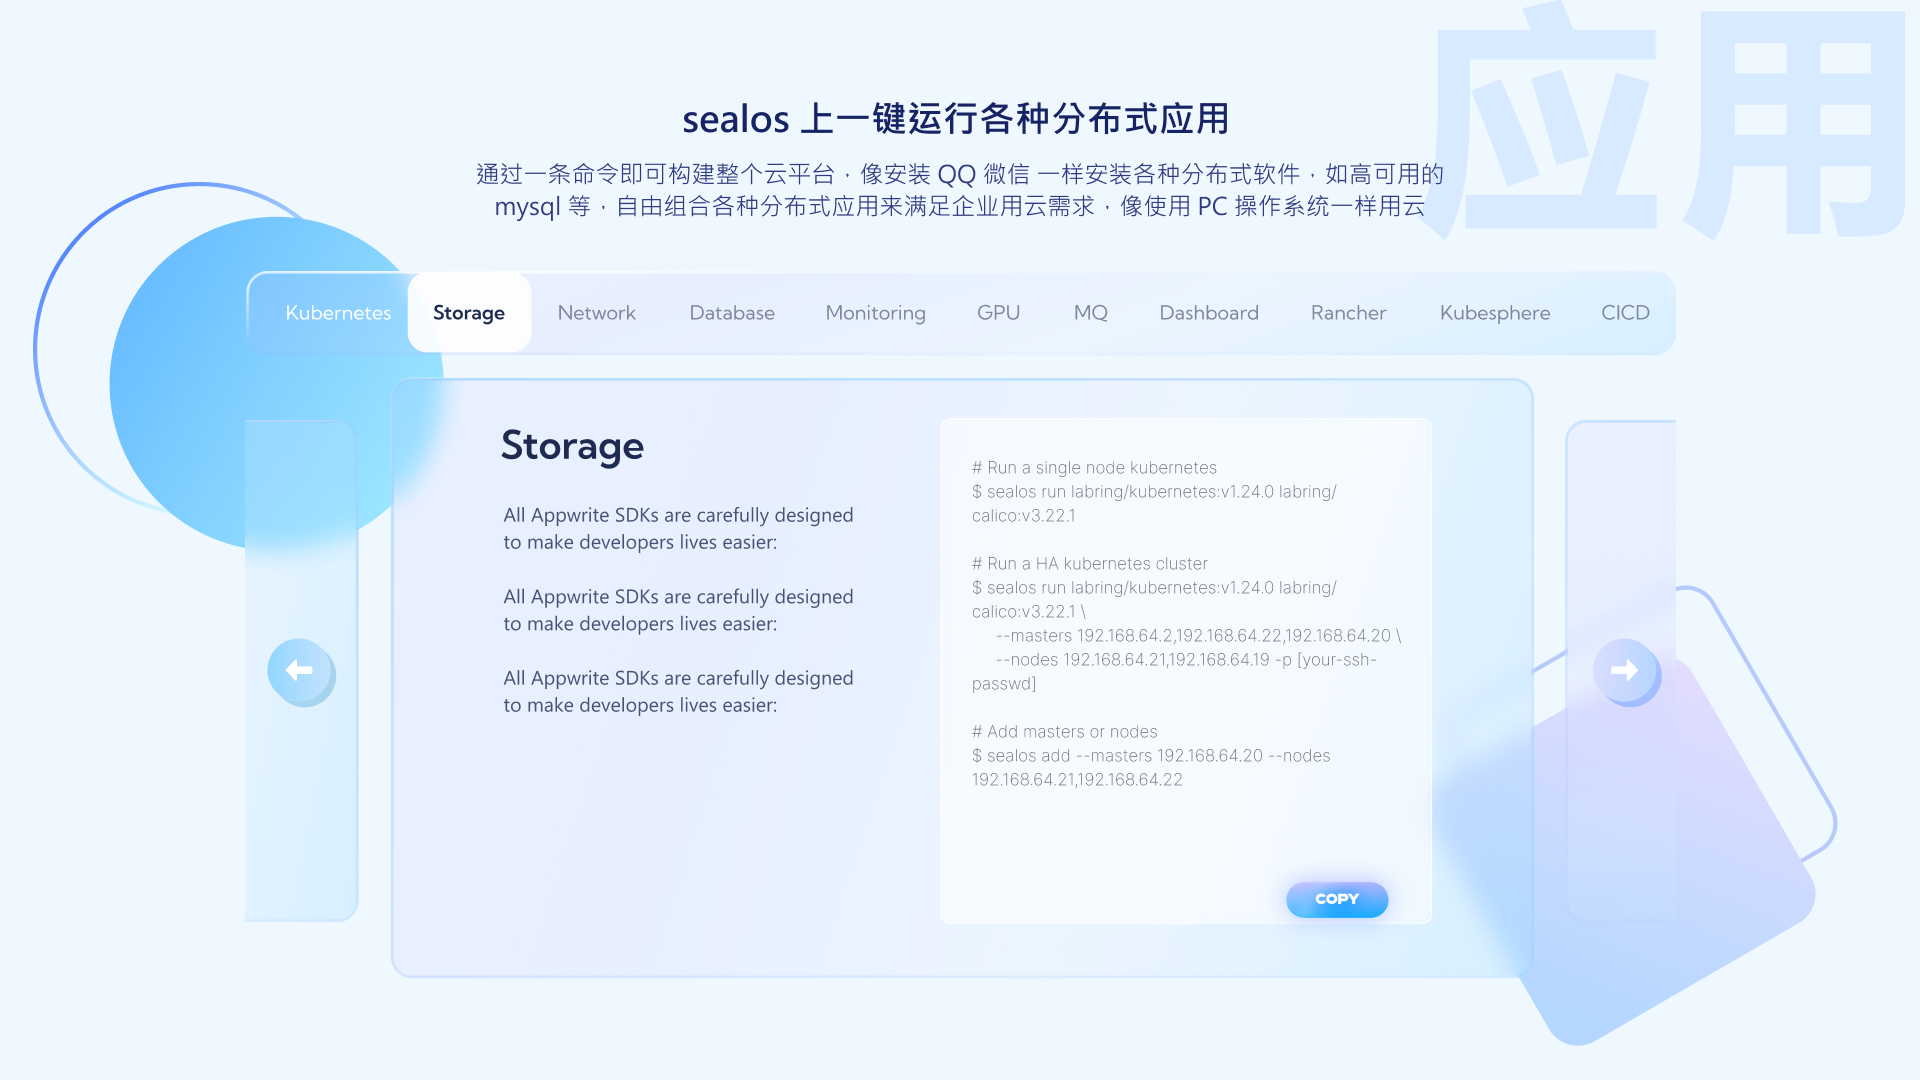 应用
sealos 上一键运行各种分布式应用
通过一条命令即可构建整个云平台，像安装 QQ 微信 一样安装各种分布式软件，如高可用的
mysql 等，自由组合各种分布式应用来满足企业用云需求，像使用 PC 操作系统一样用云
Kubernetes Storage Network Database Monitoring GPU MQ Dashboard Rancher Kubesphere CICD
Storage
All Appwrite SDKs are carefully designed
to make developers lives easier:
All Appwrite SDKs are carefully designed
to make developers lives easier:
All Appwrite SDKs are carefully designed
to make developers lives easier:
# Run a single node kubernetes
$ sealos run labring/kubernetes:v1.24.0 labring/
calico:v3.22.1
# Run a HA kubernetes cluster
$ sealos run labring/kubernetes:v1.24.0 labring/
calico:v3.22.1 \
--masters 192.168.64.2,192.168.64.22,192.168.64.20 \
--nodes 192.168.64.21,192.168.64.19 -p [your-ssh-
passwd]
# Add masters or nodes
$ sealos add --masters 192.168.64.20 --nodes
192.168.64.21,192.168.64.22
COPY